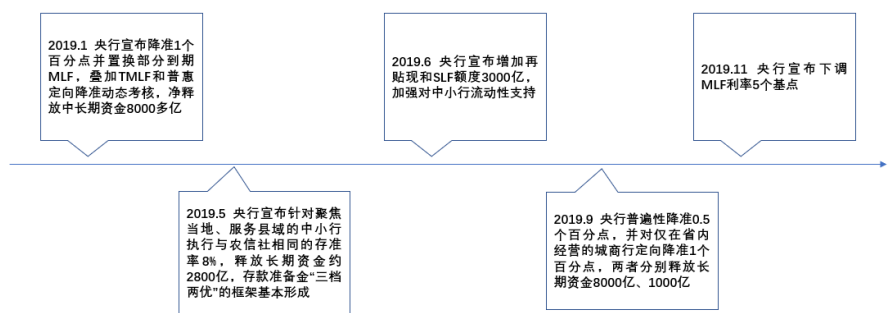 2019.1 央行宣布降准1个
百分点并置换部分到期
MLF，叠加TMLF和普惠
定向降准动态考核，净释
放中长期资金8000多亿
2019.5 央行宣布针对聚焦
当地、服务县域的中小行
执行与农信社相同的存准
率8%，释放长期资金约
2800亿，存款准备金“三档
两优”的框架基本形成
2019.6 央行宣布增加再
贴现和SLF额度3000亿，
加强对中小行流动性支持
2019.9 央行普遍性降准0.5
个百分点，并对仅在省内
经营的城商行定向降准1个
百分点，两者分别释放长
期资金8000亿、1000亿
2019.11 央行宣布下调
MLF利率5个基点